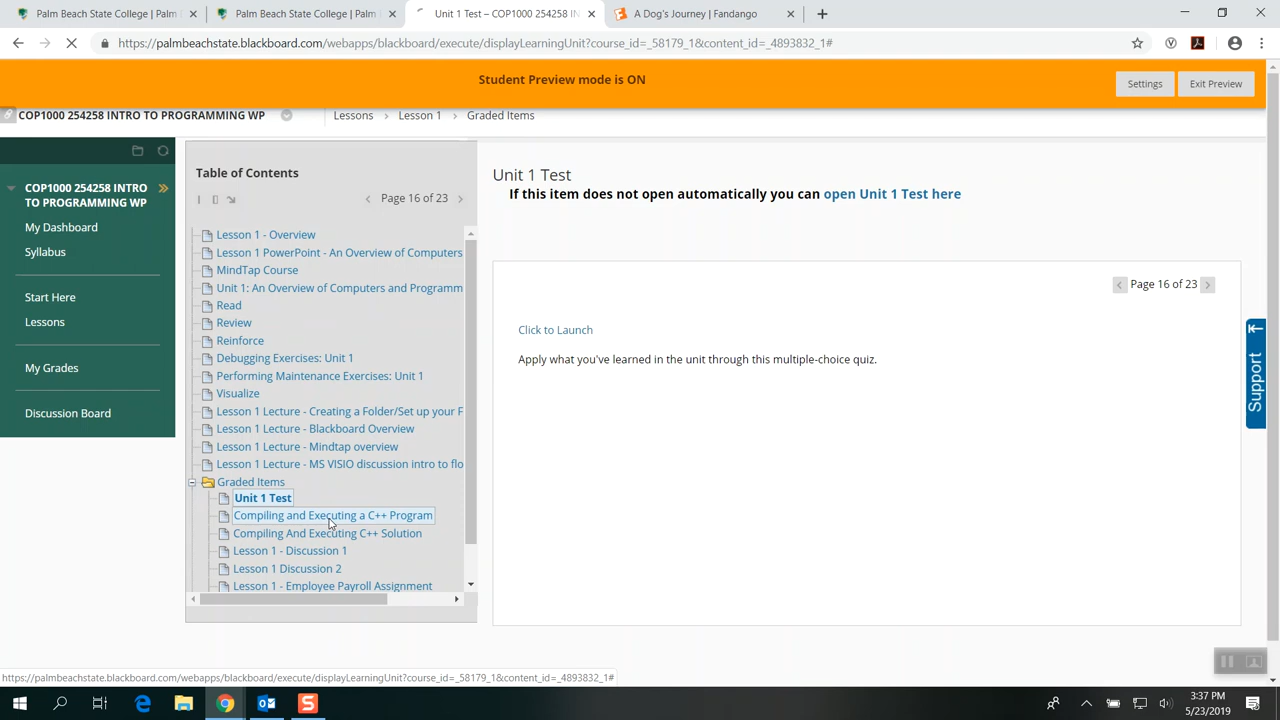 Palm Beach State College | Palm
Palm Beach State College | Palm
Unit 1 Test – COP1000 254258 IN
A Dog's Journey | Fandango
https://palmbeachstate.blackboard.com/webapps/blackboard/execute/displayLearningUnit?course_id=_58179_1&content_id=_4893832_1#
Student Preview mode is ON
Settings
Exit Preview
COP1000 254258 INTRO TO PROGRAMMING WP
Lessons
Lesson 1
Graded Items
COP1000 254258 INTRO
TO PROGRAMMING WP
My Dashboard
Syllabus
Start Here
Lessons
My Grades
Discussion Board
Table of Contents
Page 16 of 23
Lesson 1 - Overview
Lesson 1 PowerPoint - An Overview of Computers
MindTap Course
Unit 1: An Overview of Computers and Programm
Read
Review
Reinforce
Debugging Exercises: Unit 1
Performing Maintenance Exercises: Unit 1
Visualize
Lesson 1 Lecture - Creating a Folder/Set up your F
Lesson 1 Lecture - Blackboard Overview
Lesson 1 Lecture - Mindtap overview
Lesson 1 Lecture - MS VISIO discussion intro to flo
Graded Items
Unit 1 Test
Compiling and Executing a C++ Program
Compiling And Executing C++ Solution
Lesson 1 - Discussion 1
Lesson 1 Discussion 2
Lesson 1 - Employee Payroll Assignment
Unit 1 Test
If this item does not open automatically you can open Unit 1 Test here
Page 16 of 23
Click to Launch
Apply what you've learned in the unit through this multiple-choice quiz.
Support
https://palmbeachstate.blackboard.com/webapps/blackboard/execute/displayLearningUnit?course_id=_58179_1&content_id=_4893832_1#
3:37 PM
5/23/2019